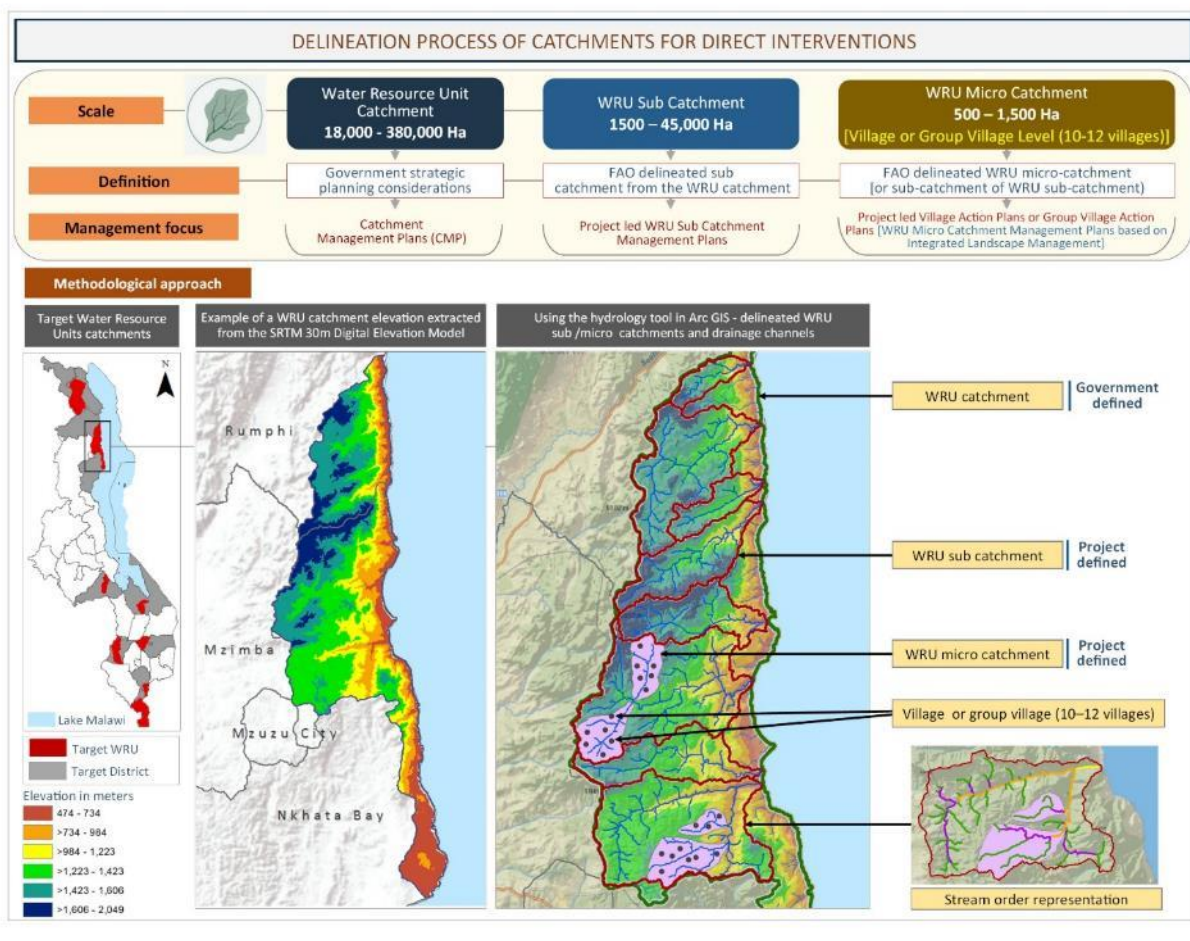 DELINEATION PROCESS OF CATCHMENTS FOR DIRECT INTERVENTIONS
Scale
Water Resource Unit
Catchment
18,000 - 380,000 Ha
WRU Sub Catchment
1500 – 45,000 Ha
WRU Micro Catchment
500 – 1,500 Ha
[Village or Group Village Level (10-12 villages)]
Definition
Government strategic
planning considerations
FAO delineated sub
catchment from the WRU catchment
FAO delineated WRU micro-catchment
[or sub-catchment of WRU sub-catchment)
Management focus
Catchment
Management Plans (CMP)
Project led WRU Sub Catchment
Management Plans
Project led Village Action Plans or Group Village Action
Plans [WRU Micro Catchment Management Plans based on
Integrated Landscape Management]
Methodological approach
Target Water Resource
Units catchments
N
Lake Malawi
Target WRU
Target District
Elevation in meters
474 - 734
>734 - 984
>984 - 1,223
>1,223 - 1,423
>1,423 - 1,606
>1,606 - 2,049
Example of a WRU catchment elevation extracted
from the SRTM 30m Digital Elevation Model
Rumphi
Mzimba
Mzuzu City
Nkhata Bay
Using the hydrology tool in Arc GIS - delineated WRU
sub /micro catchments and drainage channels
WRU catchment
Government
defined
WRU sub catchment
Project
defined
WRU micro catchment
Project
defined
Village or group village (10–12 villages)
Stream order representation